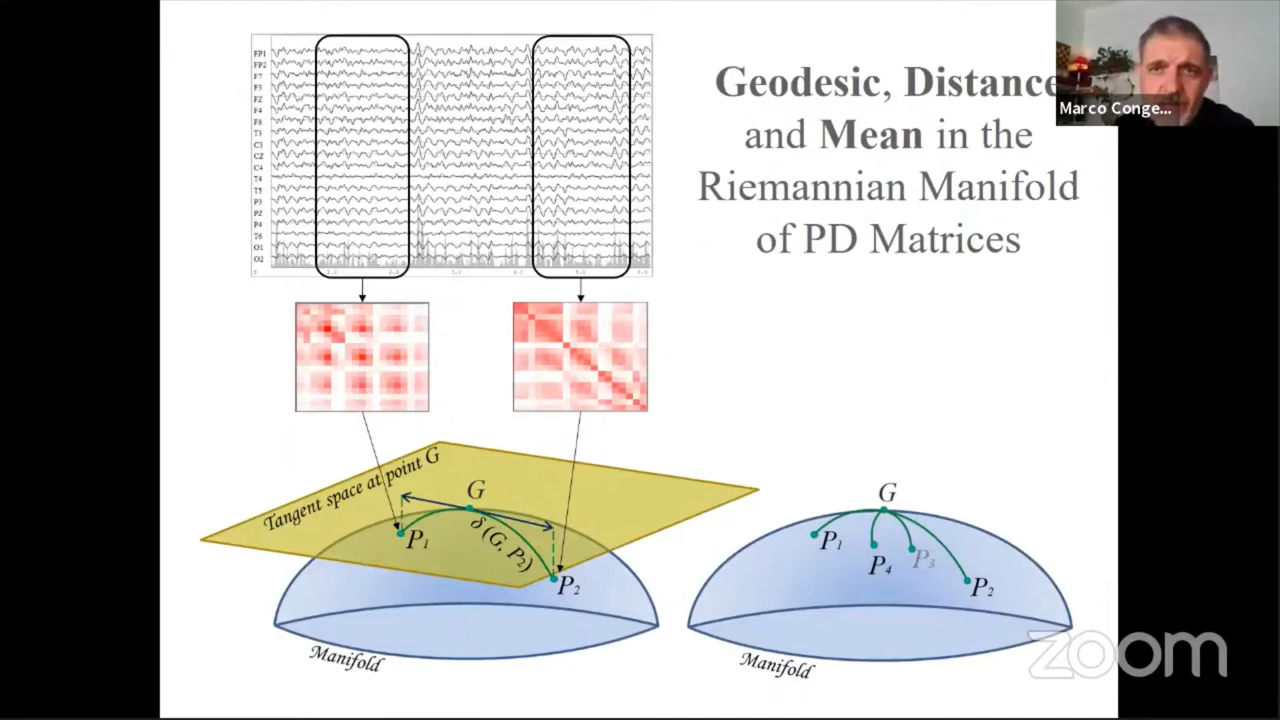 Geodesic, Distance
and Mean in the
Riemannian Manifold
of PD Matrices
Marco Conge...
FP1
FP2
F7
F3
FZ
F4
F8
T3
C3
CZ
C4
T4
T5
P3
PZ
P4
T6
O1
O2
Tangent space at point G
G
δ (G, P2)
P1
P2
Manifold
G
P1
P4
P3
P2
Manifold
zoom